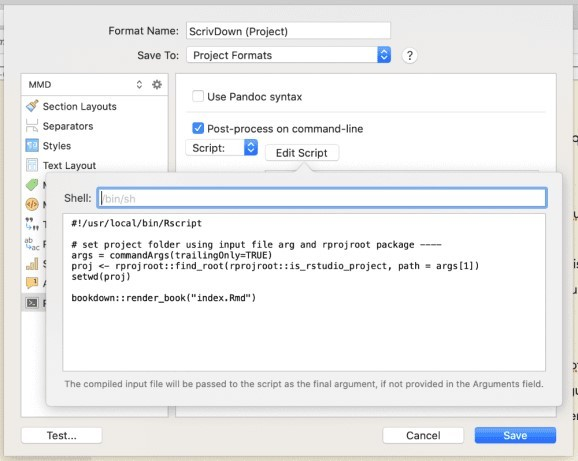 Format Name: ScrivDown (Project)
Save To: Project Formats ?
MMD
Section Layouts
Separators
Styles
Text Layout
Use Pandoc syntax
Post-process on command-line
Script: Edit Script
Shell: /bin/sh
#!/usr/local/bin/Rscript
# set project folder using input file arg and rprojroot package ----
args = commandArgs(trailingOnly=TRUE)
proj <- rprojroot::find_root(rprojroot::is_rstudio_project, path = args[1])
setwd(proj)
bookdown::render_book("index.Rmd")
The compiled input file will be passed to the script as the final argument, if not provided in the Arguments field.
Test...
Cancel
Save